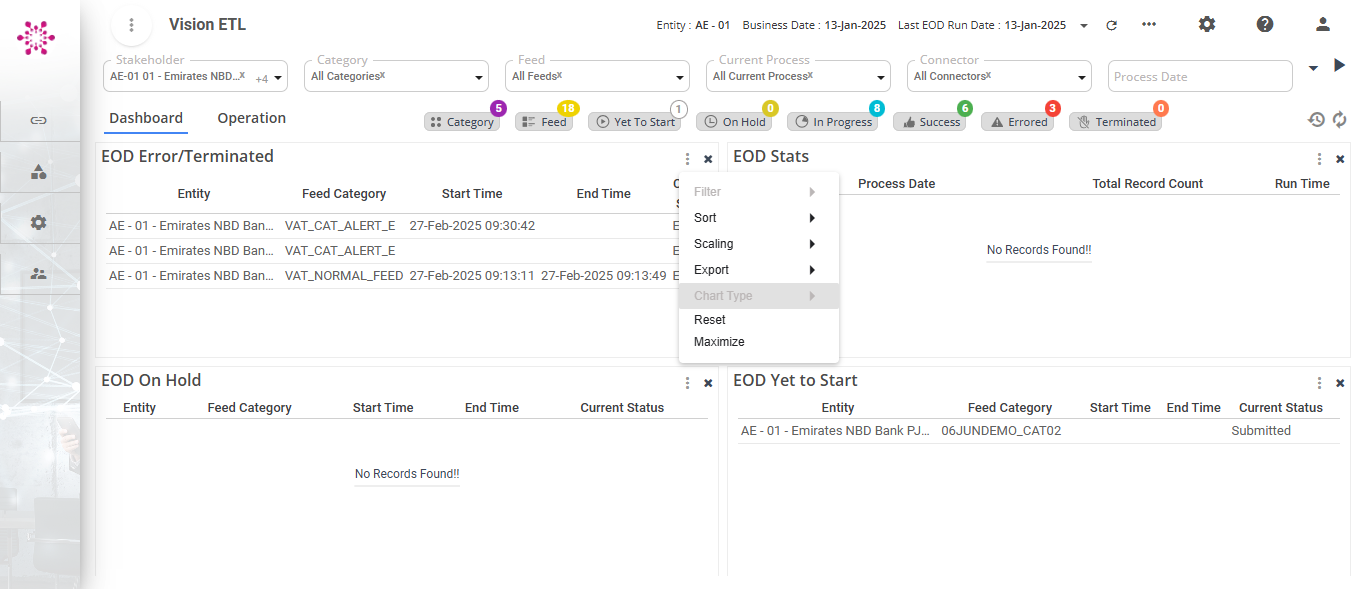 Vision ETL
Entity : AE - 01 Business Date : 13-Jan-2025 Last EOD Run Date : 13-Jan-2025
Stakeholder Category Feed Current Process Connector
AE-01 01 - Emirates NBD...x +4 All Categoriesx All Feedsx All Current Processx All Connectorsx Process Date
Dashboard Operation
Category 5 Feed 18 Yet To Start 1 On Hold 0 In Progress 8 Success 6 Errored 3 Terminated 0
EOD Error/Terminated
Entity Feed Category Start Time End Time
AE - 01 - Emirates NBD Ban... VAT_CAT_ALERT_E 27-Feb-2025 09:30:42
AE - 01 - Emirates NBD Ban... VAT_CAT_ALERT_E
AE - 01 - Emirates NBD Ban... VAT_NORMAL_FEED 27-Feb-2025 09:13:11 27-Feb-2025 09:13:49
Filter
Sort
Scaling
Export
Chart Type
Reset
Maximize
EOD Stats
Process Date Total Record Count Run Time
No Records Found!!
EOD On Hold
Entity Feed Category Start Time End Time Current Status
No Records Found!!
EOD Yet to Start
Entity Feed Category Start Time End Time Current Status
AE - 01 - Emirates NBD Bank PJ... 06JUNDEMO_CAT02 Submitted